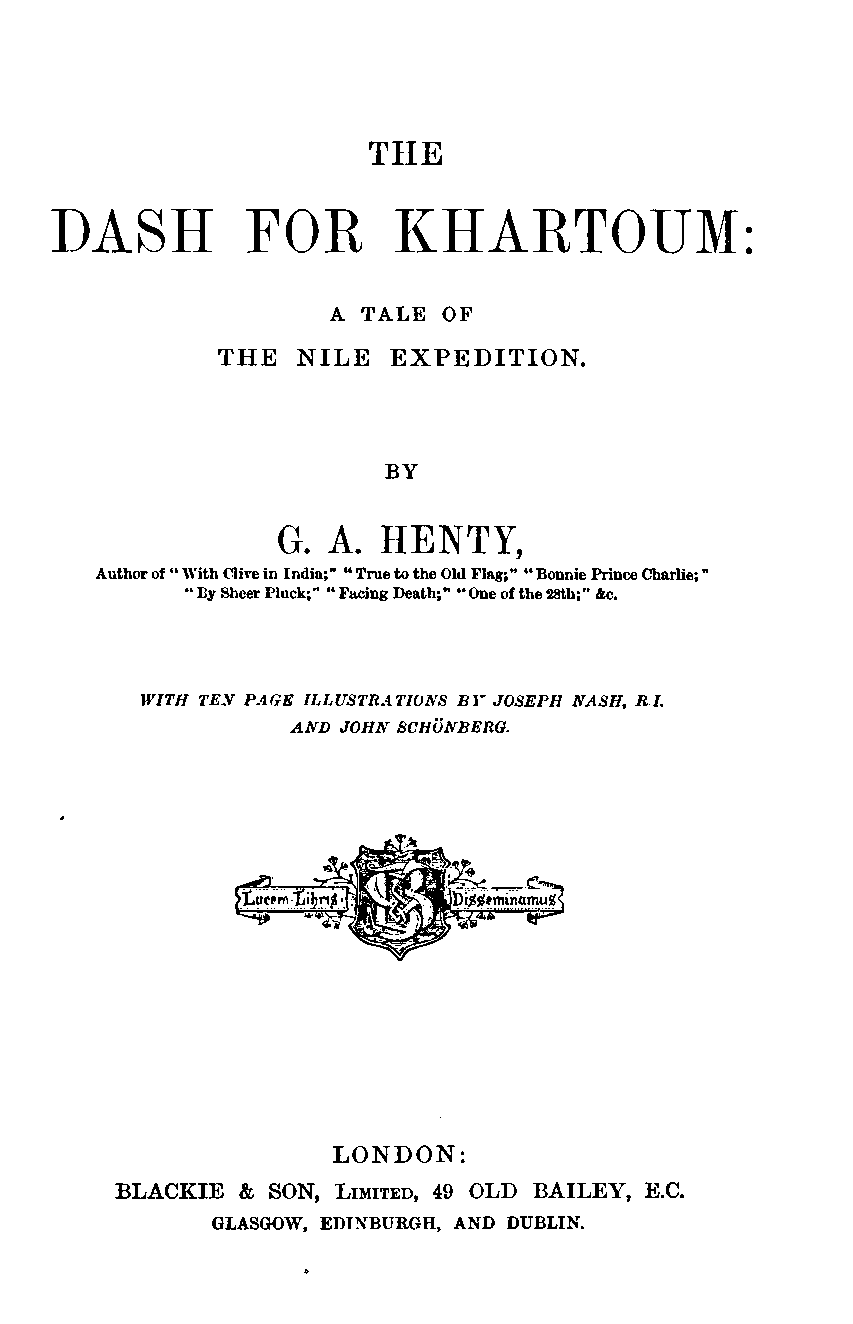 THE
DASH FOR KHARTOUM:
A TALE OF
THE NILE EXPEDITION.
BY
G. A. HENTY,
Author of "With Clive in India;" "True to the Old Flag;" "Bonnie Prince Charlie;"
"By Sheer Pluck;" "Facing Death;" "One of the 28th;" &c.
WITH TEN PAGE ILLUSTRATIONS BY JOSEPH NASH, R.I.
AND JOHN SCHÖNBERG.
Lucem Libris Disseminamus
LONDON:
BLACKIE & SON, LIMITED, 49 OLD BAILEY, E.C.
GLASGOW, EDINBURGH, AND DUBLIN.